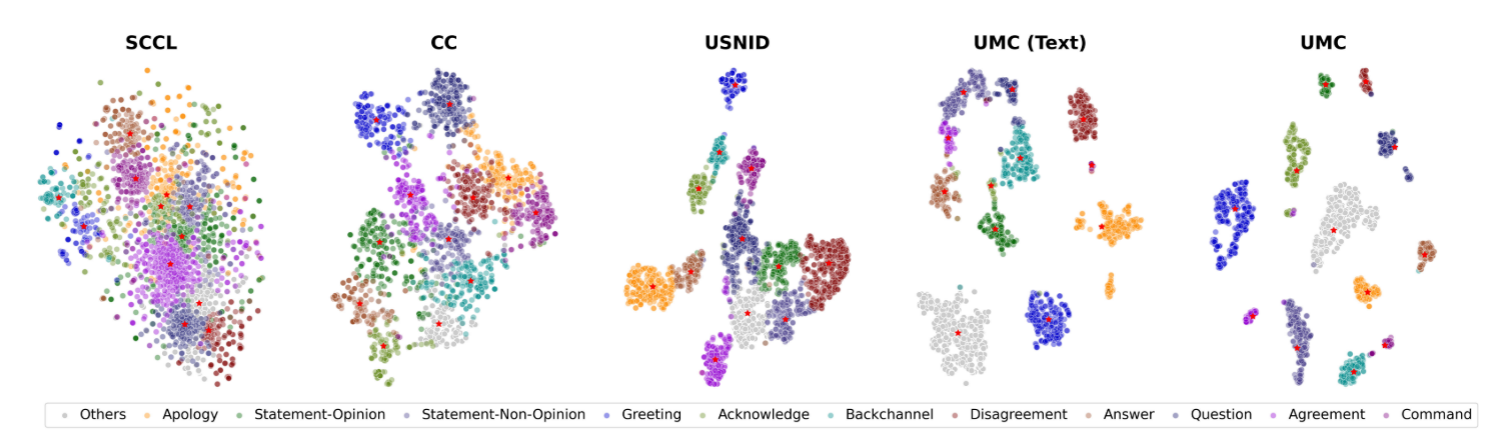 SCCL CC USNID UMC (Text) UMC
Others Apology Statement-Opinion Statement-Non-Opinion Greeting Acknowledge Backchannel Disagreement Answer Question Agreement Command